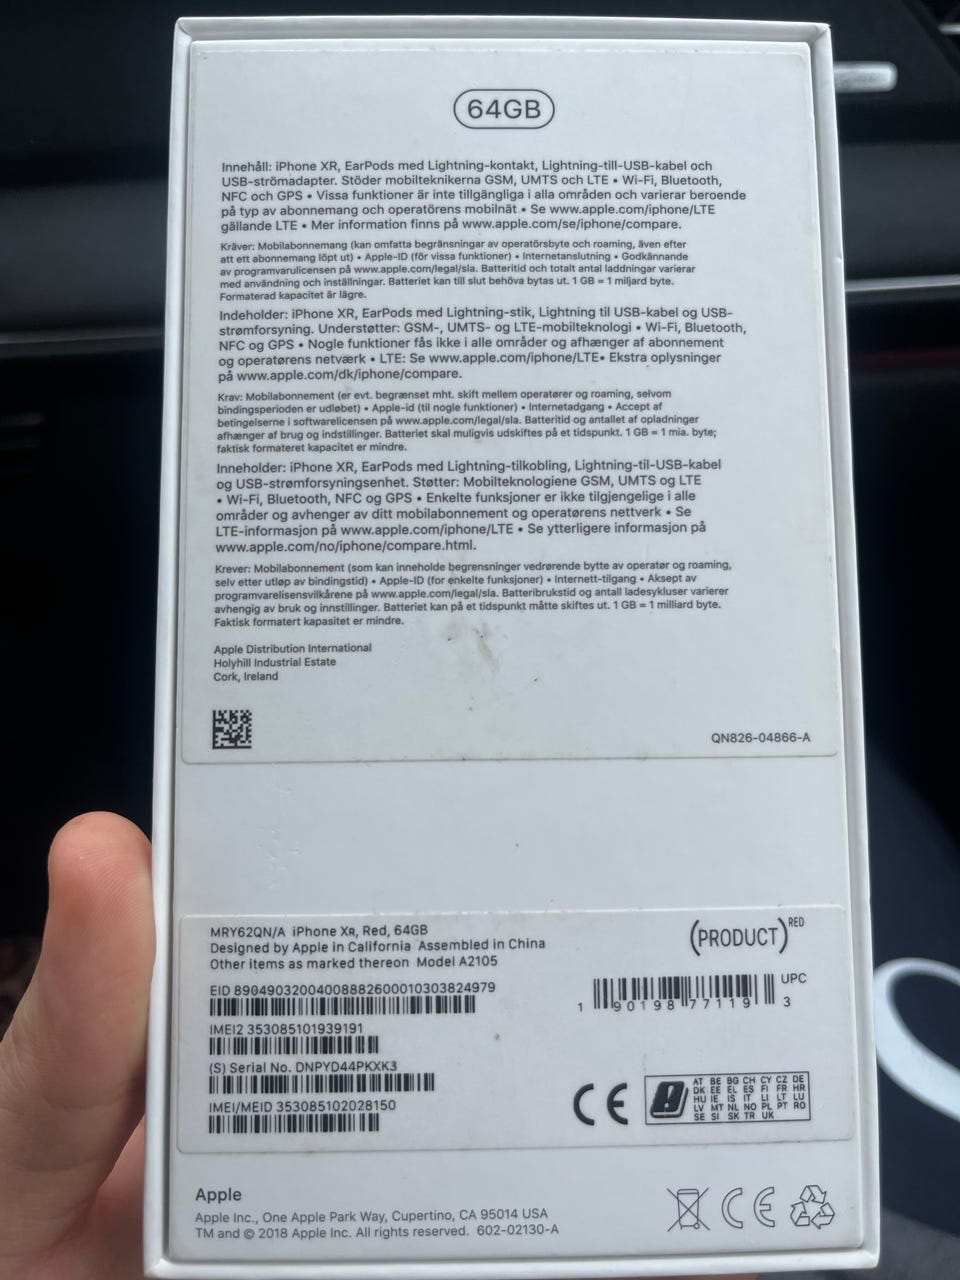 64GB
Innehåll: iPhone XR, EarPods med Lightning-kontakt, Lightning-till-USB-kabel och
USB-strömadapter. Stöder mobilteknikerna GSM, UMTS och LTE • Wi-Fi, Bluetooth,
NFC och GPS • Vissa funktioner är inte tillgängliga i alla områden och varierar beroende
på typ av abonnemang och operatörens mobilnät • Se www.apple.com/iphone/LTE
gällande LTE • Mer information finns på www.apple.com/se/iphone/compare.
Kräver: Mobilabonnemang (kan omfatta begränsningar av operatörsbyte och roaming, även efter
att ett abonnemang löpt ut) • Apple-ID (för vissa funktioner) • Internetanslutning • Godkännande
av programvarulicensen på www.apple.com/legal/sla. Batteritid och totalt antal laddningar varierar
med användning och inställningar. Batteriet kan till slut behöva bytas ut. 1 GB = 1 miljard byte.
Formaterad kapacitet är lägre.
Indeholder: iPhone XR, EarPods med Lightning-stik, Lightning til USB-kabel og USB-
strømforsyning. Understøtter: GSM-, UMTS- og LTE-mobilteknologi • Wi-Fi, Bluetooth,
NFC og GPS • Nogle funktioner fås ikke i alle områder og afhænger af abonnement
og operatørens netværk • LTE: Se www.apple.com/iphone/LTE• Ekstra oplysninger
på www.apple.com/dk/iphone/compare.
Krav: Mobilabonnement (er evt. begrænset mht. skift mellem operatører og roaming, selvom
bindingsperioden er udløbet) • Apple-id (til nogle funktioner) • Internetadgang • Accept af
betingelserne i softwarelicensen på www.apple.com/legal/sla. Batteritid og antallet af opladninger
afhænger af brug og indstillinger. Batteriet skal muligvis udskiftes på et tidspunkt. 1 GB = 1 mia. byte;
faktisk formateret kapacitet er mindre.
Inneholder: iPhone XR, EarPods med Lightning-tilkobling, Lightning-til-USB-kabel
og USB-strømforsyningsenhet. Støtter: Mobilteknologiene GSM, UMTS og LTE
• Wi-Fi, Bluetooth, NFC og GPS • Enkelte funksjoner er ikke tilgjengelige i alle
områder og avhenger av ditt mobilabonnement og operatørens nettverk • Se
LTE-informasjon på www.apple.com/iphone/LTE • Se ytterligere informasjon på
www.apple.com/no/iphone/compare.html.
Krever: Mobilabonnement (som kan inneholde begrensninger vedrørende bytte av operatør og roaming,
selv etter utløp av bindingstid) • Apple-ID (for enkelte funksjoner) • Internett-tilgang • Aksept av
programvarelisensvilkårene på www.apple.com/legal/sla. Batteribrukstid og antall ladesykluser varierer
avhengig av bruk og innstillinger. Batteriet kan på et tidspunkt måtte skiftes ut. 1 GB = 1 milliard byte.
Faktisk formatert kapasitet er mindre.
Apple Distribution International
Holyhill Industrial Estate
Cork, Ireland
QN826-04866-A
MRY62QN/A iPhone XR, Red, 64GB
Designed by Apple in California Assembled in China
Other items as marked thereon Model A2105
(PRODUCT)RED
EID 89049032004008882600010303824979
UPC
1 90198 77119 3
IMEI2 353085101939191
(S) Serial No. DNPYD44PKXK3
IMEI/MEID 353085102028150
CE
AT BE BG CH CY CZ DE
DK EE EL ES FI FR HR
HU IE IS IT LI LT LU
LV MT NL NO PL PT RO
SE SI SK TR UK
Apple
Apple Inc., One Apple Park Way, Cupertino, CA 95014 USA
TM and © 2018 Apple Inc. All rights reserved. 602-02130-A
CE